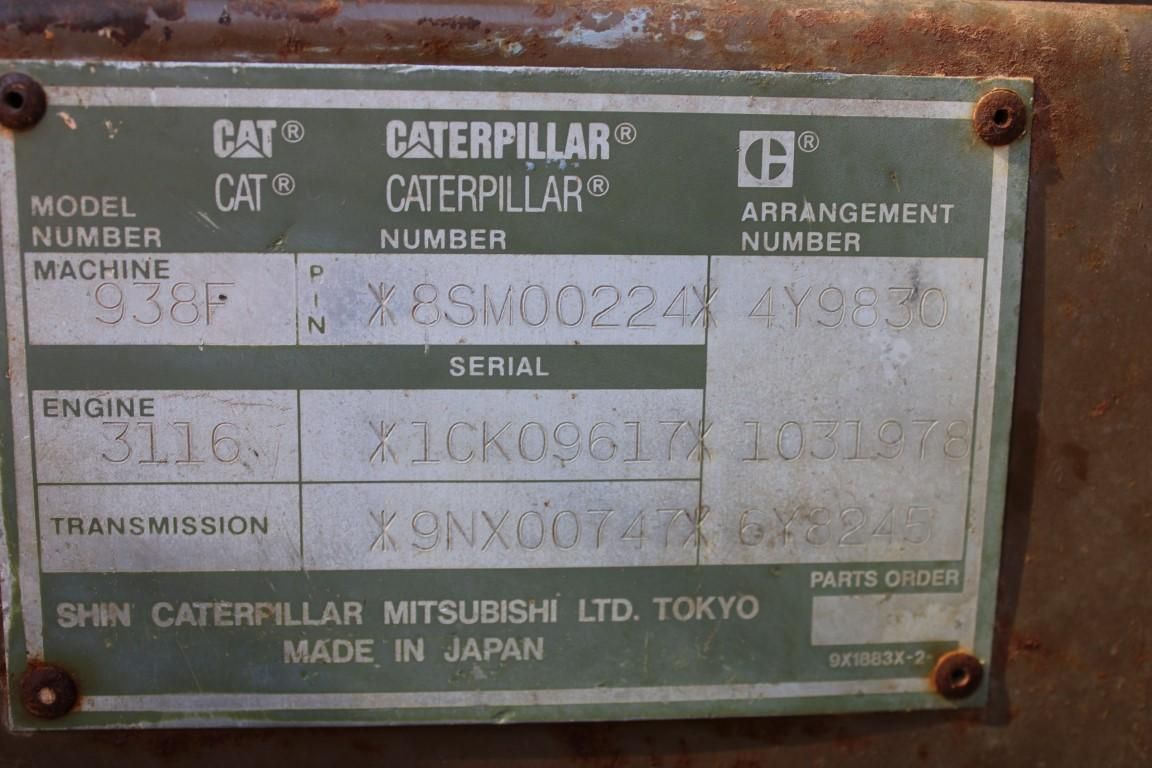 CAT® CATERPILLAR® ®
CAT® CATERPILLAR®
MODEL NUMBER
NUMBER
ARRANGEMENT NUMBER
MACHINE
938F
PIN
*8SM00224*
4Y9830
SERIAL
ENGINE
3116
*1CK09617*
1031978
TRANSMISSION
*9NX00747*
6Y8245
PARTS ORDER
SHIN CATERPILLAR MITSUBISHI LTD. TOKYO
MADE IN JAPAN
9X1883X-2-